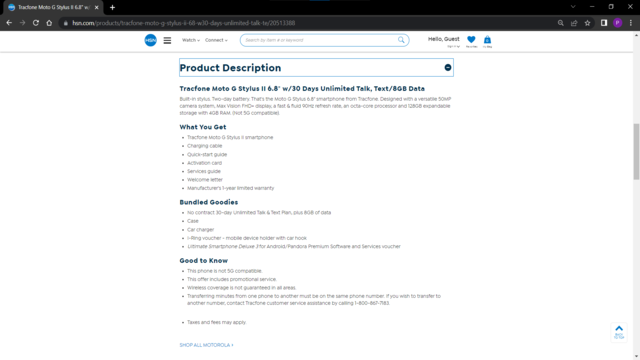 Tracfone Moto G Stylus II 6.8" w/
hsn.com/products/tracfone-moto-g-stylus-ii-68-w30-days-unlimited-talk-te/20513388
P
HSN
Watch
Connect
Search by item # or keyword
Hello, Guest
Product Description
Tracfone Moto G Stylus II 6.8" w/30 Days Unlimited Talk, Text/8GB Data
Built-in stylus. Two-day battery. That's the Moto G Stylus 6.8" smartphone from Tracfone. Designed with a versatile 50MP
camera system, Max Vision FHD+ display, a fast & fluid 90Hz refresh rate, an octa-core processor and 128GB expandable
storage with 4GB RAM (Not 5G compatible).
What You Get
Tracfone Moto G Stylus II smartphone
Charging cable
Quick-start guide
Activation card
Services guide
Welcome letter
Manufacturer's 1-year limited warranty
Bundled Goodies
No contract 30-day Unlimited Talk & Text Plan, plus 8GB of data
Case
Car charger
i-Ring voucher - mobile device holder with car hook
Ultimate Smartphone Deluxe 3 for Android/Pandora Premium Software and Services voucher
Good to Know
This phone is not 5G compatible.
This offer includes promotional service.
Wireless coverage is not guaranteed in all areas.
Transferring minutes from one phone to another must be on the same phone number. If you wish to transfer to
another number, contact Tracfone customer service assistance by calling 1-800-867-7183.
Taxes and fees may apply
SHOP ALL MOTOROLA >
BACK
TO TOP